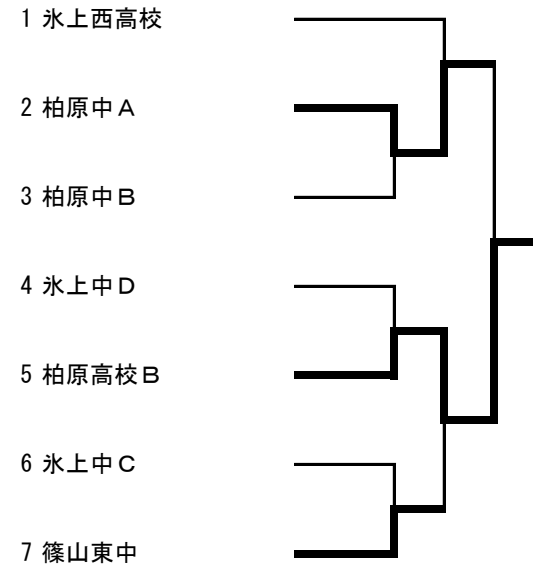 1 氷上西高校
2 柏原中A
3 柏原中B
4 氷上中D
5 柏原高校B
6 氷上中C
7 篠山東中